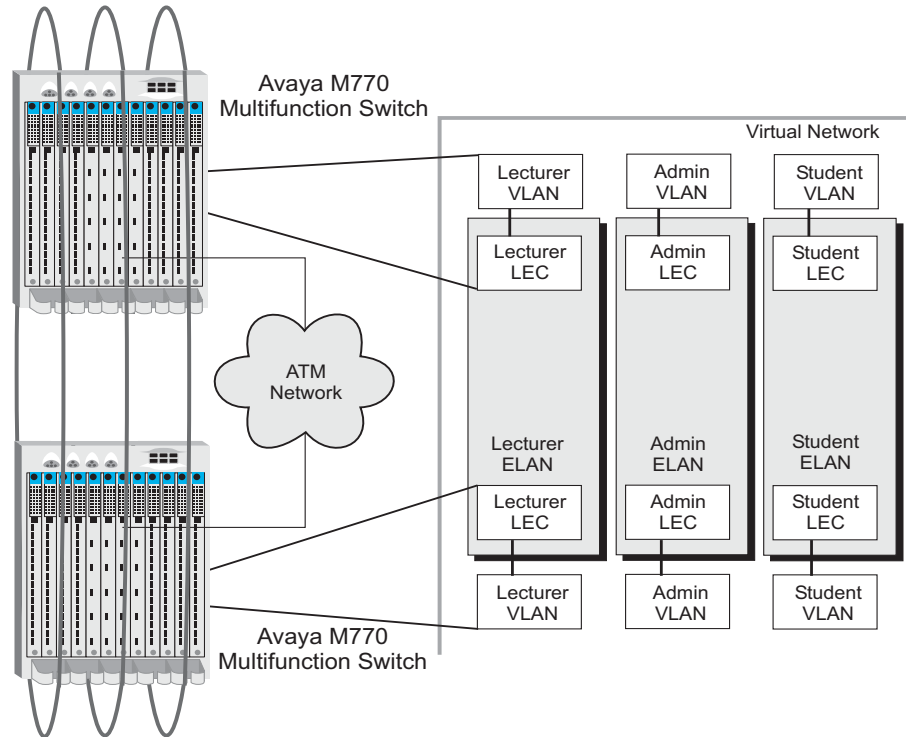 Avaya M770
Multifunction Switch
Virtual Network
Lecturer
VLAN
Admin
VLAN
Student
VLAN
Lecturer
LEC
Admin
LEC
Student
LEC
ATM
Network
Lecturer
ELAN
Admin
ELAN
Student
ELAN
Lecturer
LEC
Admin
LEC
Student
LEC
Lecturer
VLAN
Admin
VLAN
Student
VLAN
Avaya M770
Multifunction Switch